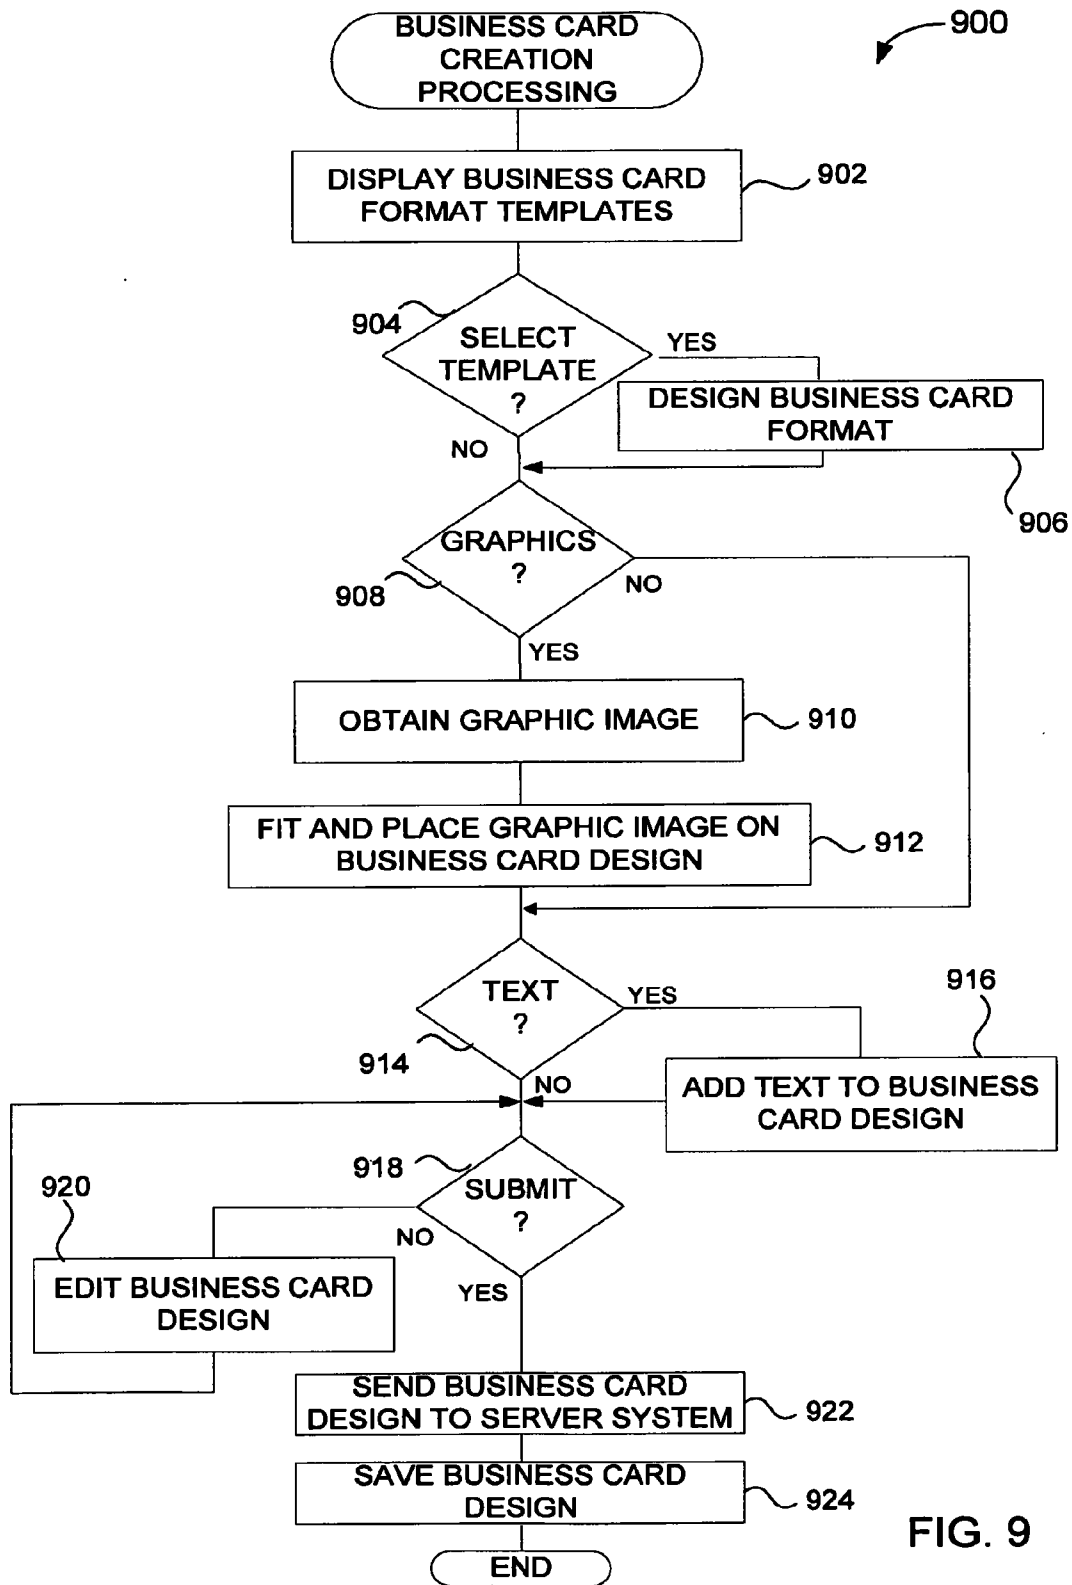 BUSINESS CARD
CREATION
PROCESSING
900
DISPLAY BUSINESS CARD
FORMAT TEMPLATES
902
904
SELECT
TEMPLATE
?
YES
NO
DESIGN BUSINESS CARD
FORMAT
906
GRAPHICS
?
908
NO
YES
OBTAIN GRAPHIC IMAGE
910
FIT AND PLACE GRAPHIC IMAGE ON
BUSINESS CARD DESIGN
912
TEXT
?
YES
914
NO
916
ADD TEXT TO BUSINESS
CARD DESIGN
918
SUBMIT
?
NO
YES
920
EDIT BUSINESS CARD
DESIGN
SEND BUSINESS CARD
DESIGN TO SERVER SYSTEM
922
SAVE BUSINESS CARD
DESIGN
924
END
FIG. 9